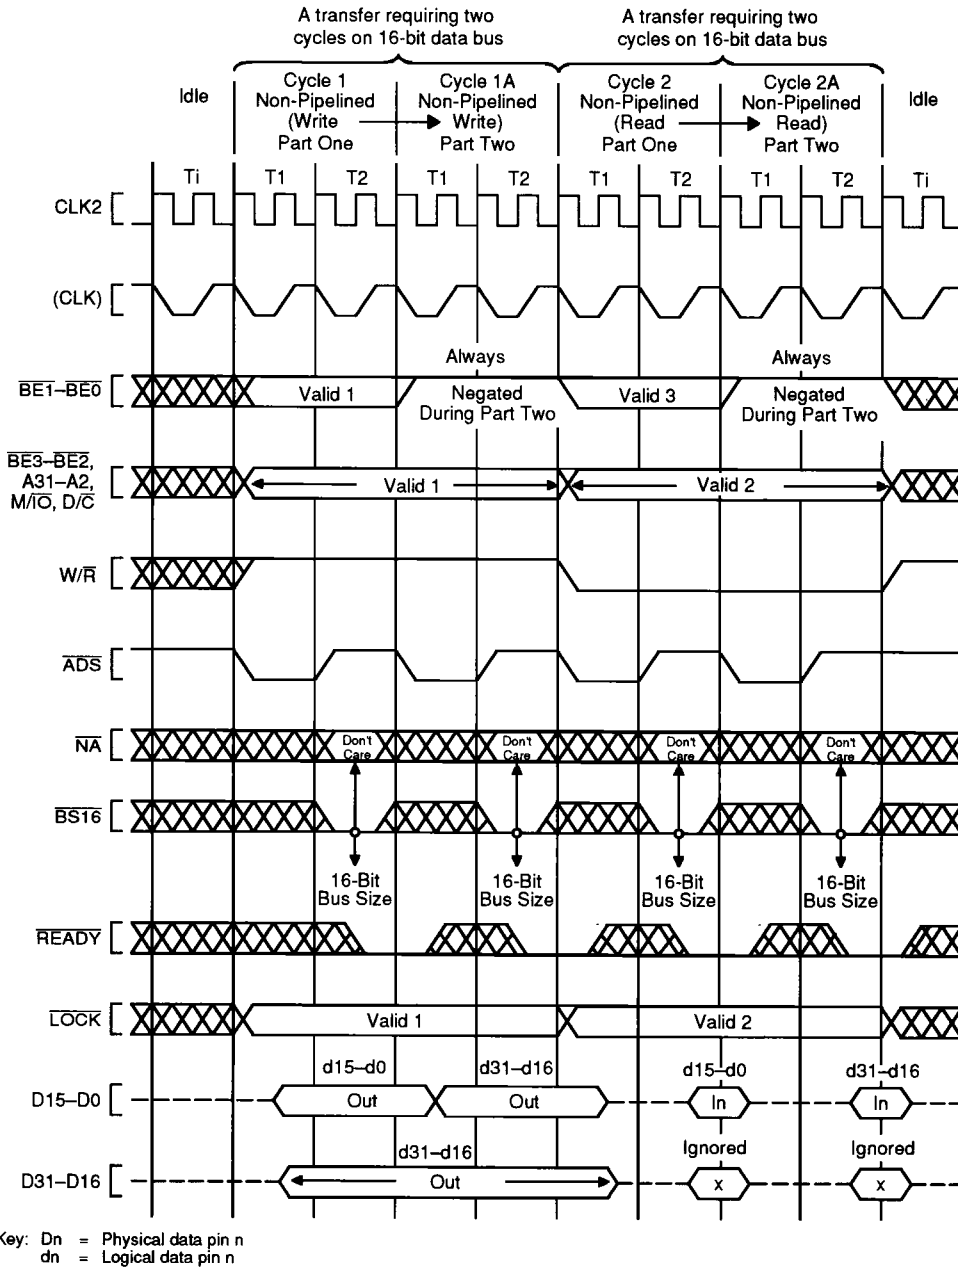 A transfer requiring two
cycles on 16-bit data bus
A transfer requiring two
cycles on 16-bit data bus
Idle
Cycle 1
Non-Pipelined
(Write
Part One
Cycle 1A
Non-Pipelined
Write)
Part Two
Cycle 2
Non-Pipelined
(Read
Part One
Cycle 2A
Non-Pipelined
Read)
Part Two
Idle
Ti T1 T2 T1 T2 T1 T2 T1 T2 Ti
CLK2
(CLK)
Always Always
BE1–BE0 Valid 1 Negated Valid 3 Negated
During Part Two During Part Two
BE3–BE2,
A31–A2,
M/IO, D/C
Valid 1 Valid 2
W/R
ADS
NA Don't Care Don't Care Don't Care Don't Care
BS16
16-Bit 16-Bit 16-Bit 16-Bit
Bus Size Bus Size Bus Size Bus Size
READY
LOCK Valid 1 Valid 2
d15–d0 d31–d16 d15–d0 d31–d16
D15–D0 Out Out In In
d31–d16 Ignored Ignored
D31–D16 Out x x
Key: Dn = Physical data pin n
dn = Logical data pin n